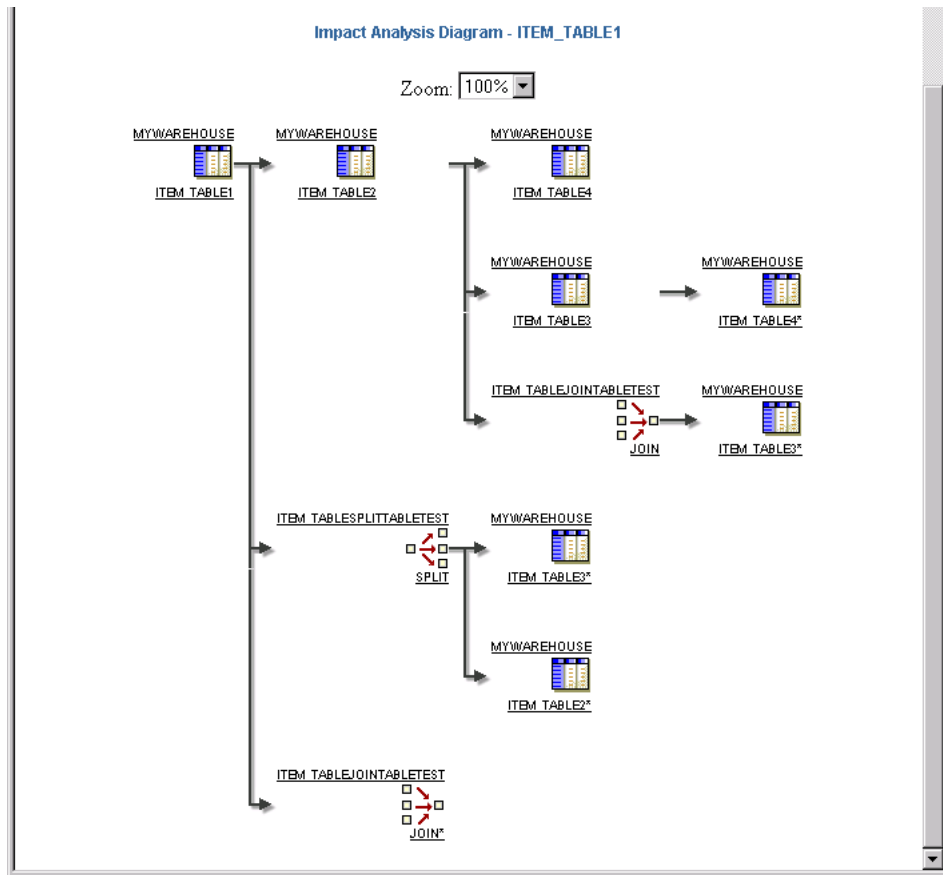 Impact Analysis Diagram - ITEM_TABLE1
Zoom: 100%
MYWAREHOUSE MYWAREHOUSE MYWAREHOUSE
ITEM TABLE1 ITEM TABLE2 ITEM TABLE4
MYWAREHOUSE MYWAREHOUSE
ITEM TABLE3 ITEM TABLE4*
ITEM TABLEJOINTABLETEST MYWAREHOUSE
JOIN ITEM TABLE3*
ITEM TABLESPLITTABLETEST MYWAREHOUSE
SPLIT ITEM TABLE3*
MYWAREHOUSE
ITEM TABLE2*
ITEM TABLEJOINTABLETEST
JOIN*